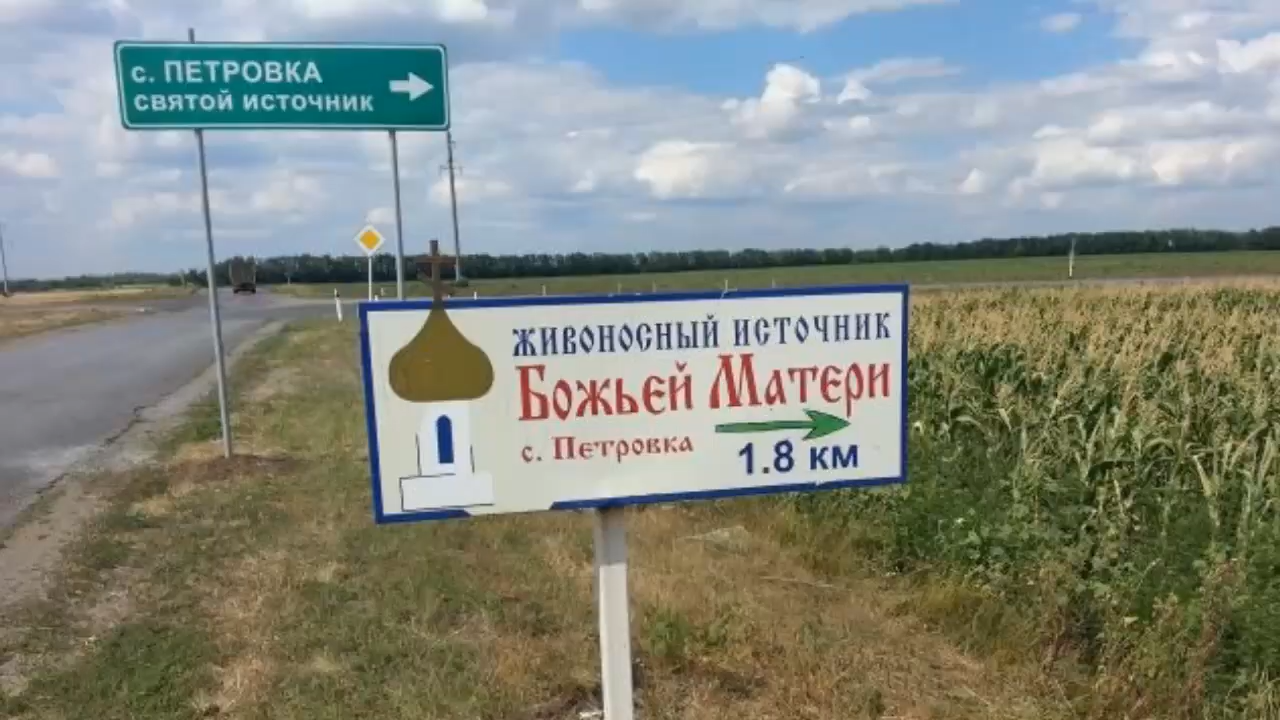 с. ПЕТРОВКА
СВЯТОЙ ИСТОЧНИК
живоносный источник
Божьей Матери
с. Петровка
1.8 км